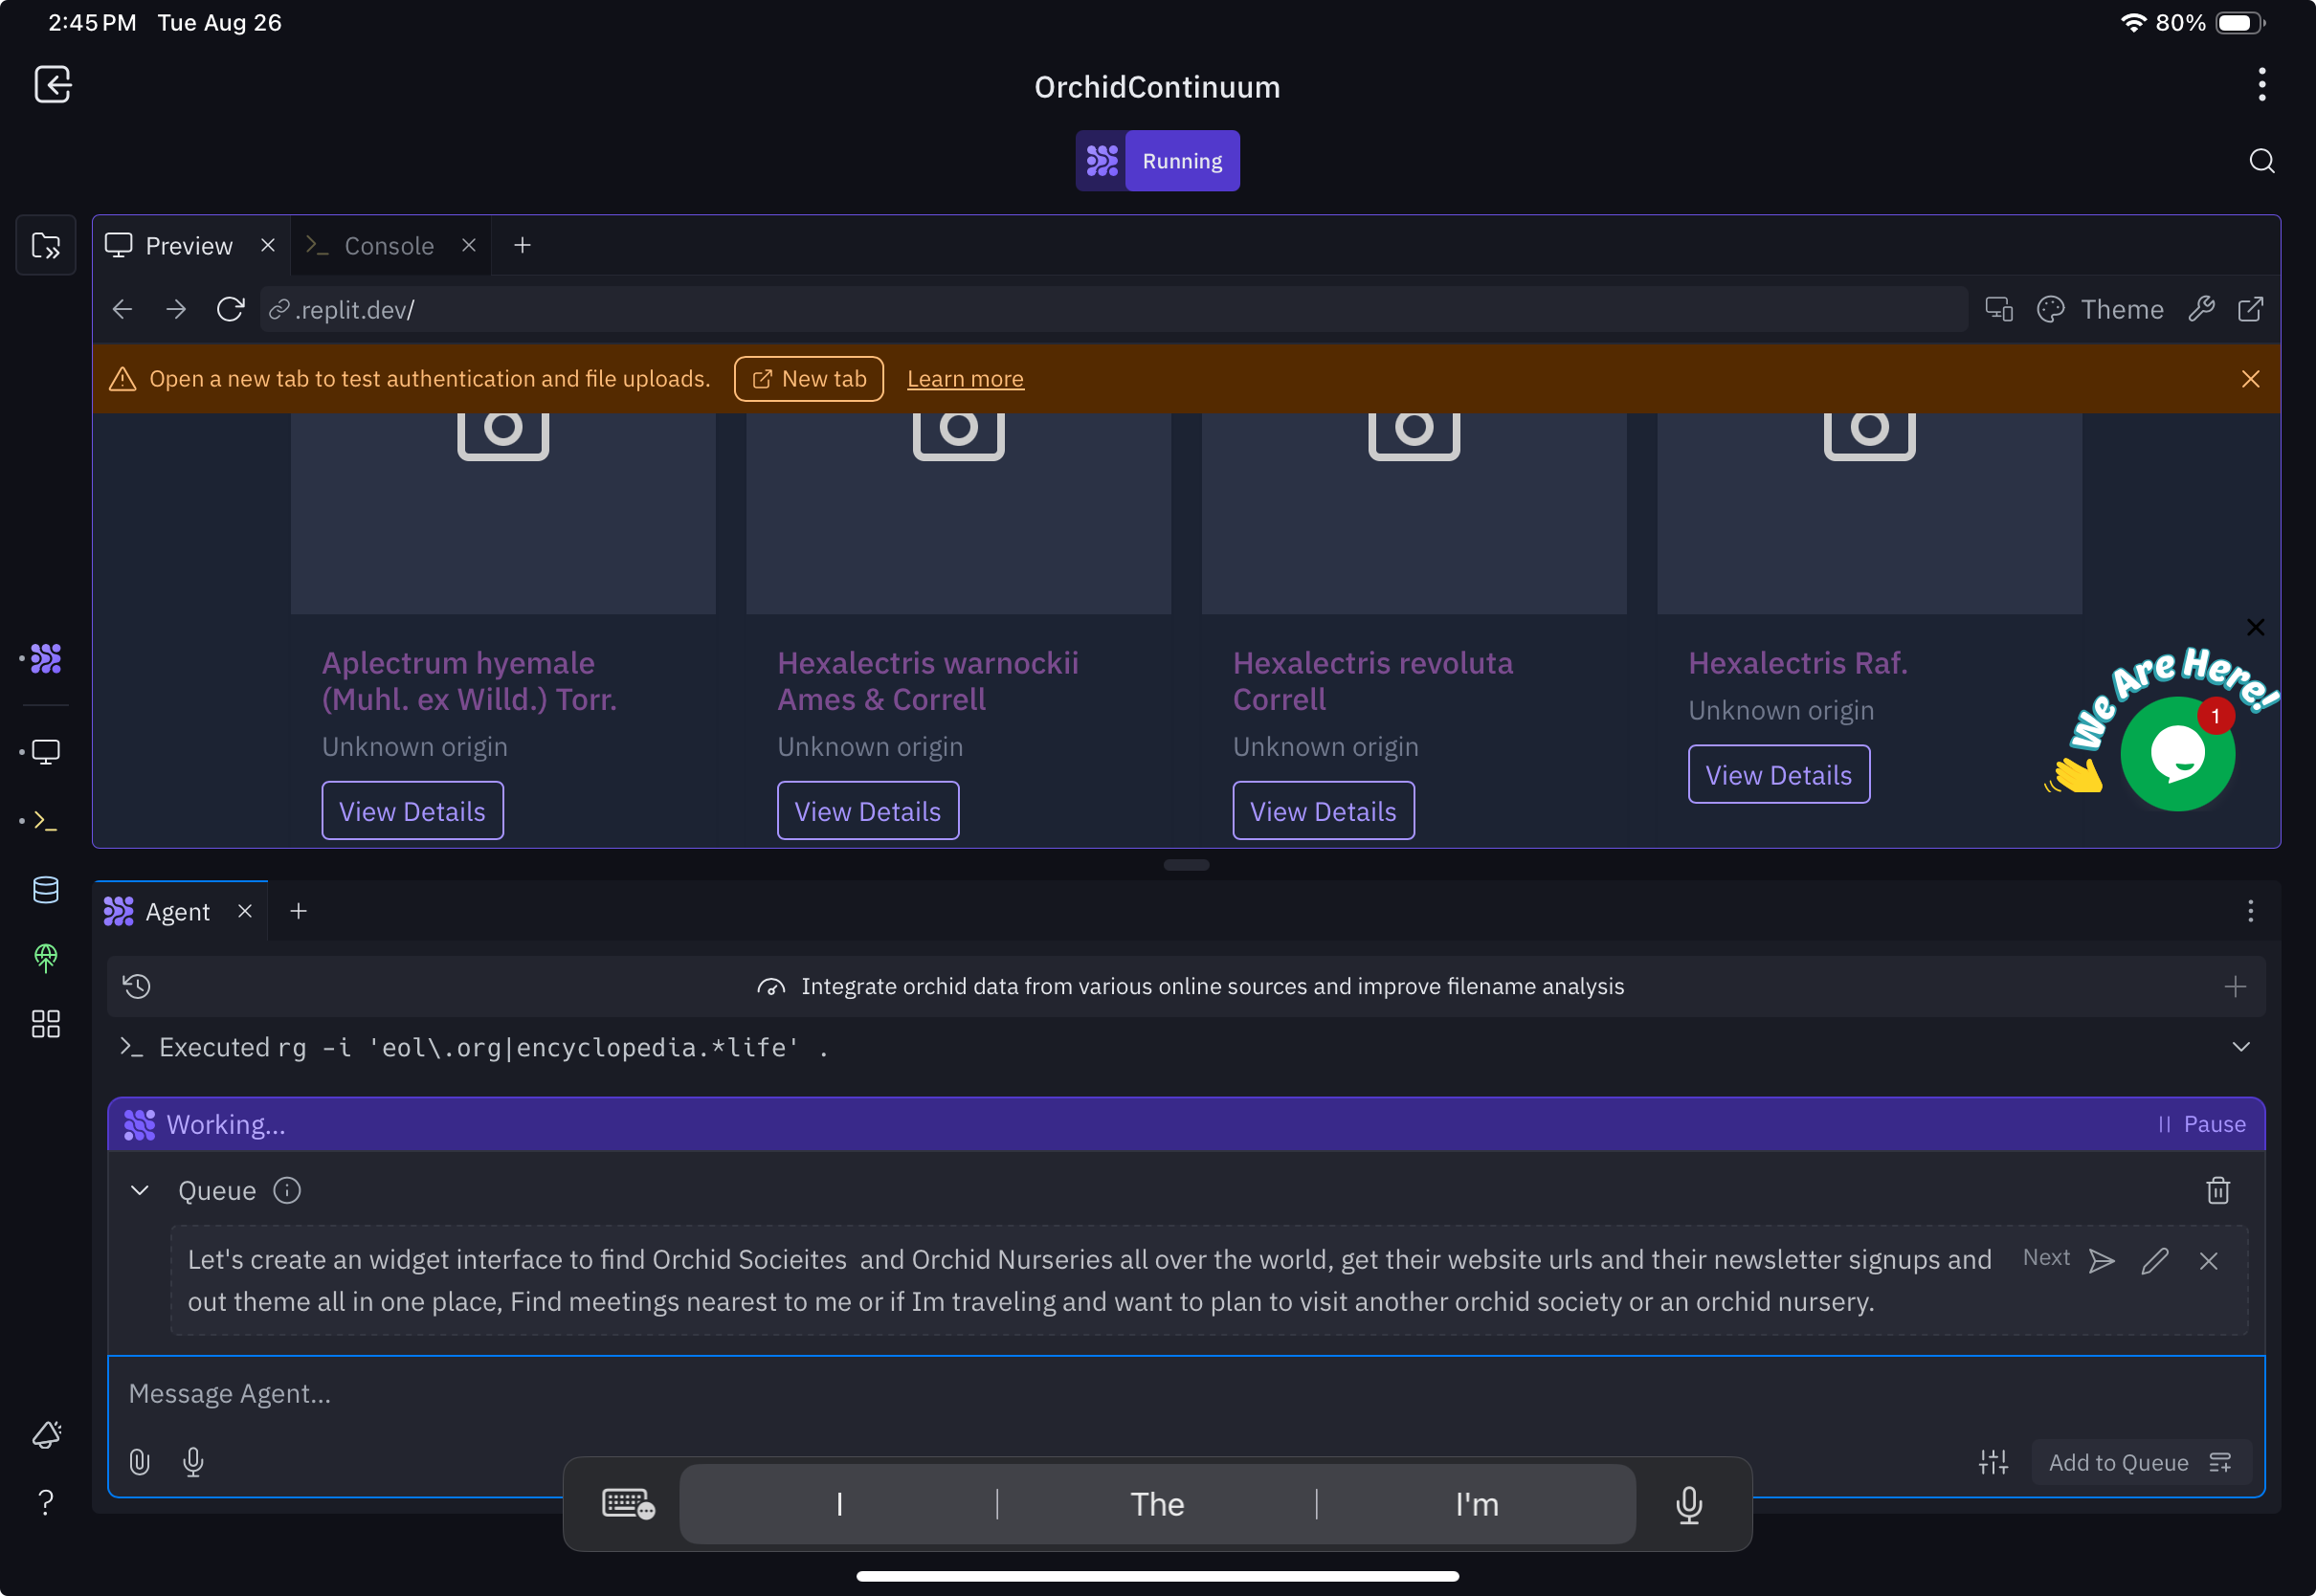 2:45 PM Tue Aug 26
80%
OrchidContinuum
Running
Preview
Console
.replit.dev/
Theme
Open a new tab to test authentication and file uploads.
New tab
Learn more
Aplectrum hyemale
(Muhl. ex Willd.) Torr.
Unknown origin
View Details
Hexalectris warnockii
Ames & Correll
Unknown origin
View Details
Hexalectris revoluta
Correll
Unknown origin
View Details
Hexalectris Raf.
Unknown origin
View Details
We Are Here!
1
Agent
Integrate orchid data from various online sources and improve filename analysis
Executed rg -i 'eol\.org|encyclopedia.*life' .
Working...
Pause
Queue
Let's create an widget interface to find Orchid Socieites  and Orchid Nurseries all over the world, get their website urls and their newsletter signups and
out theme all in one place, Find meetings nearest to me or if Im traveling and want to plan to visit another orchid society or an orchid nursery.
Next
Message Agent...
Add to Queue
I
The
I'm